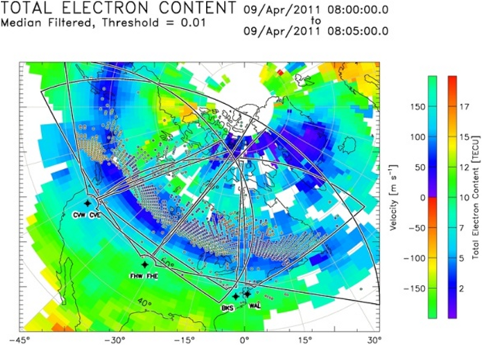 TOTAL ELECTRON CONTENT
09/Apr/2011 08:00:00.0
Median Filtered, Threshold = 0.01
to
09/Apr/2011 08:05:00.0
CVW CVE
FHW FHE
BKS
WAL
50°
40°
-45°
-30°
-15°
0°
15°
30°
150
100
50
0
-50
-100
-150
Velocity [m s⁻¹]
17
15
12
10
7
5
2
Total Electron Content [TECU]